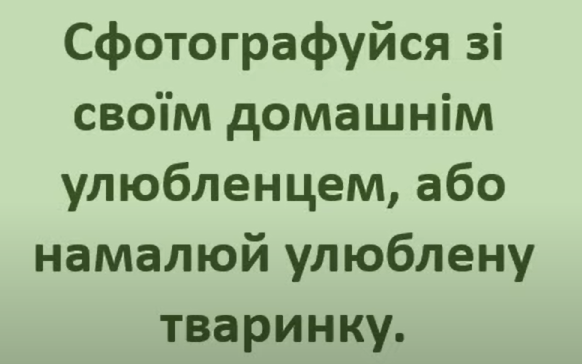 Сфотографуйся зі
своїм домашнім
улюбленцем, або
намалюй улюблену
тваринку.